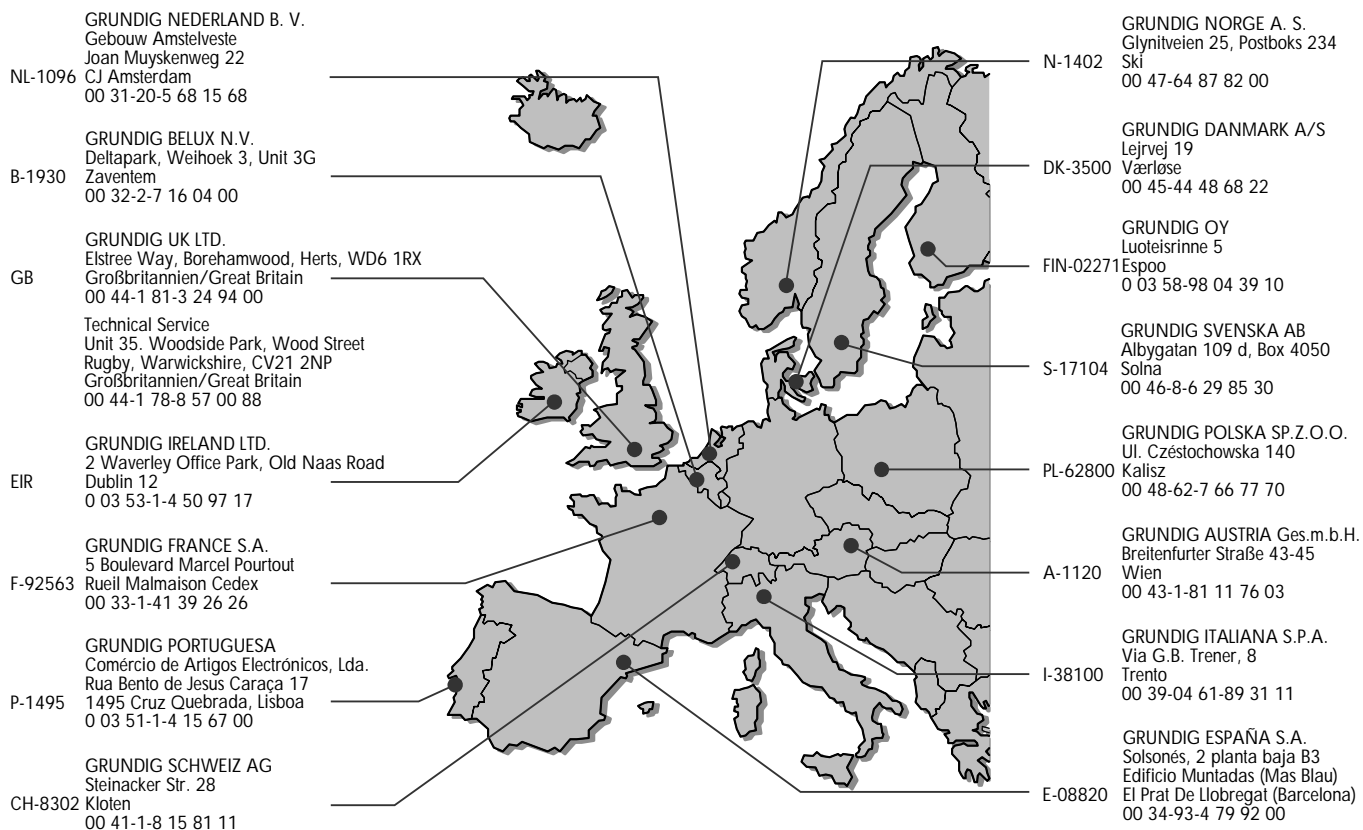 GRUNDIG NEDERLAND B. V.
Gebouw Amstelveste
Joan Muyskenweg 22
NL-1096 CJ Amsterdam
00 31-20-5 68 15 68
GRUNDIG BELUX N.V.
Deltapark, Weihoek 3, Unit 3G
B-1930 Zaventem
00 32-2-7 16 04 00
GRUNDIG UK LTD.
Elstree Way, Borehamwood, Herts, WD6 1RX
GB Großbritannien/Great Britain
00 44-1 81-3 24 94 00
Technical Service
Unit 35. Woodside Park, Wood Street
Rugby, Warwickshire, CV21 2NP
Großbritannien/Great Britain
00 44-1 78-8 57 00 88
GRUNDIG IRELAND LTD.
2 Waverley Office Park, Old Naas Road
EIR Dublin 12
0 03 53-1-4 50 97 17
GRUNDIG FRANCE S.A.
5 Boulevard Marcel Pourtout
F-92563 Rueil Malmaison Cedex
00 33-1-41 39 26 26
GRUNDIG PORTUGUESA
Comércio de Artigos Electrónicos, Lda.
Rua Bento de Jesus Caraça 17
P-1495 1495 Cruz Quebrada, Lisboa
0 03 51-1-4 15 67 00
GRUNDIG SCHWEIZ AG
Steinacker Str. 28
CH-8302 Kloten
00 41-1-8 15 81 11
GRUNDIG NORGE A. S.
Glynitveien 25, Postboks 234
N-1402 Ski
00 47-64 87 82 00
GRUNDIG DANMARK A/S
Lejrvej 19
DK-3500 Værløse
00 45-44 48 68 22
GRUNDIG OY
Luoteisrinne 5
FIN-02271 Espoo
0 03 58-98 04 39 10
GRUNDIG SVENSKA AB
Albygatan 109 d, Box 4050
S-17104 Solna
00 46-8-6 29 85 30
GRUNDIG POLSKA SP.Z.O.O.
Ul. Czéstochowska 140
PL-62800 Kalisz
00 48-62-7 66 77 70
GRUNDIG AUSTRIA Ges.m.b.H.
Breitenfurter Straße 43-45
A-1120 Wien
00 43-1-81 11 76 03
GRUNDIG ITALIANA S.P.A.
Via G.B. Trener, 8
I-38100 Trento
00 39-04 61-89 31 11
GRUNDIG ESPAÑA S.A.
Solsonés, 2 planta baja B3
Edificio Muntadas (Mas Blau)
E-08820 El Prat De Llobregat (Barcelona)
00 34-93-4 79 92 00